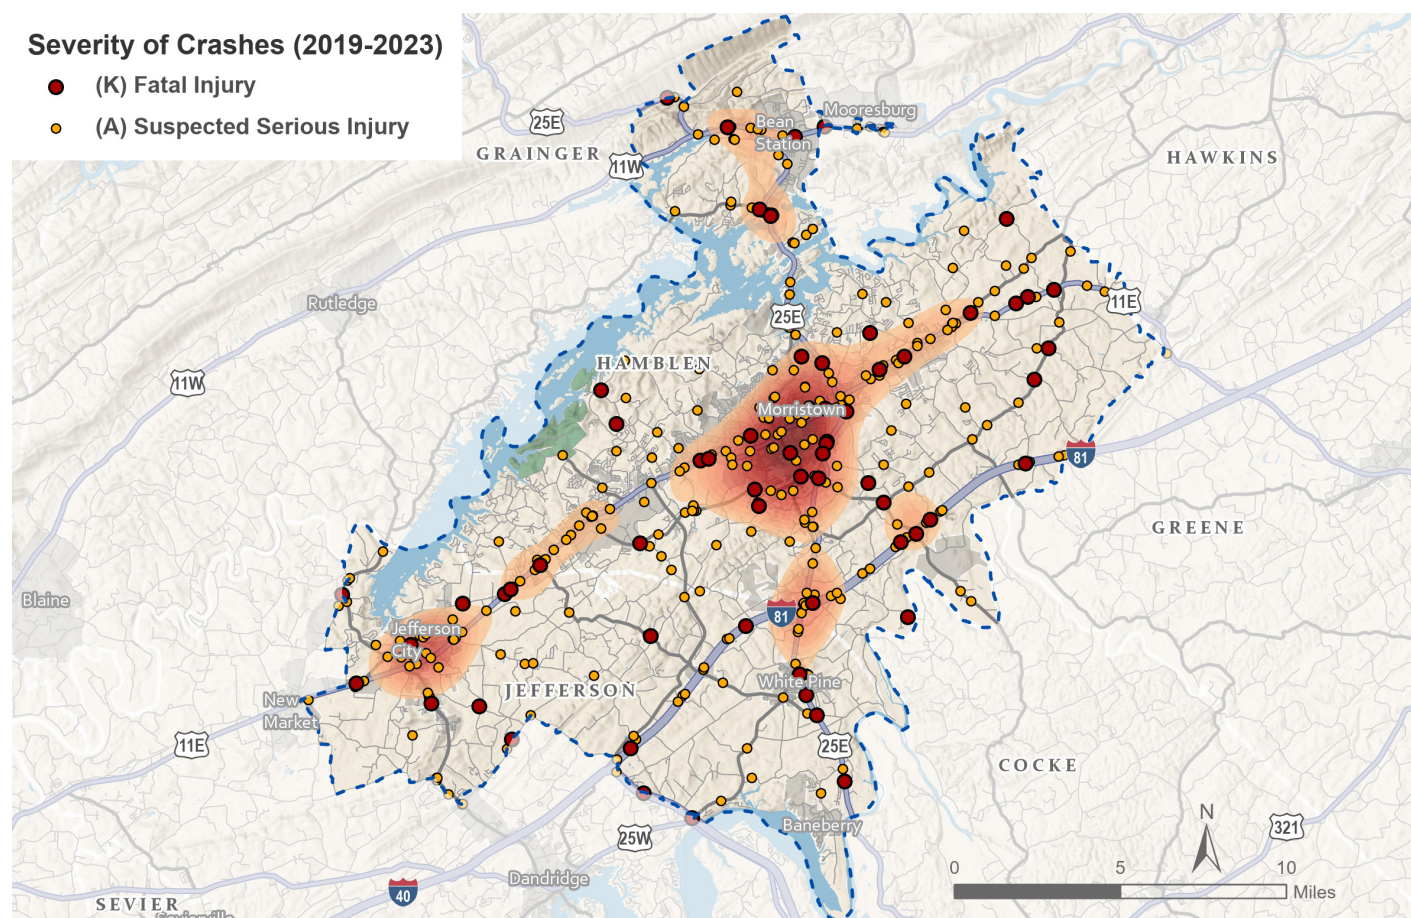 Severity of Crashes (2019-2023)
(K) Fatal Injury
(A) Suspected Serious Injury
Mooresburg
25E
Bean
Station
GRAINGER
HAWKINS
11W
Rutledge
11E
25E
HAMBLEN
11W
Morristown
81
GREENE
Blaine
81
Jefferson
City
White Pine
JEFFERSON
New
Market
11E
25E
COCKE
Baneberry
25W
321
N
0
5
10
Miles
Dandridge
40
SEVIER
Sevierville